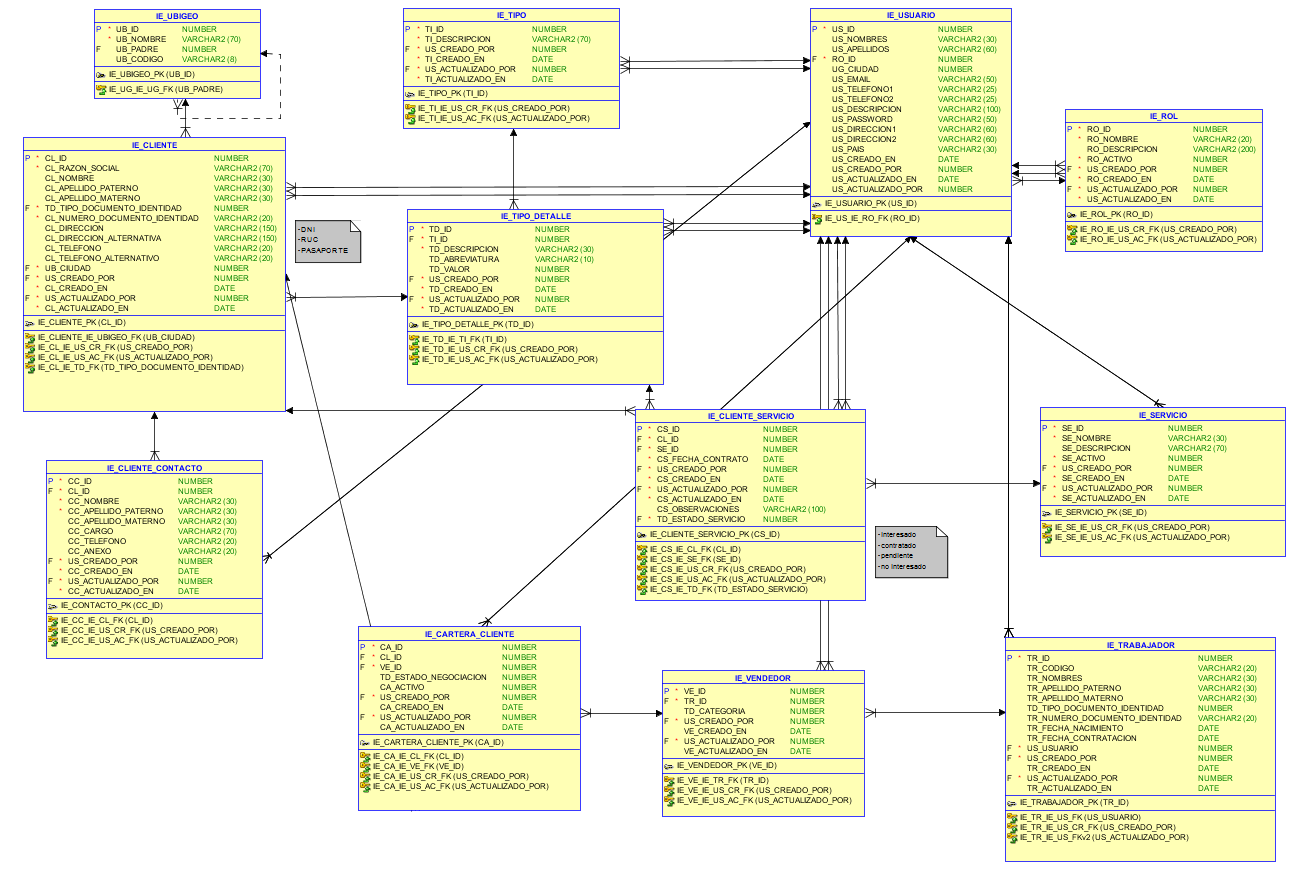 IE_UBIGEO
P * UB_ID NUMBER
* UB_NOMBRE VARCHAR2 (70)
F UB_PADRE NUMBER
UB_CODIGO VARCHAR2 (8)
IE_UBIGEO_PK (UB_ID)
IE_UG_IE_UG_FK (UB_PADRE)
IE_TIPO
P * TI_ID NUMBER
* TI_DESCRIPCION VARCHAR2 (70)
F * US_CREADO_POR NUMBER
* TI_CREADO_EN DATE
F * US_ACTUALIZADO_POR NUMBER
* TI_ACTUALIZADO_EN DATE
IE_TIPO_PK (TI_ID)
IE_TI_IE_US_CR_FK (US_CREADO_POR)
IE_TI_IE_US_AC_FK (US_ACTUALIZADO_POR)
IE_USUARIO
P * US_ID NUMBER
US_NOMBRES VARCHAR2 (30)
US_APELLIDOS VARCHAR2 (60)
F * RO_ID NUMBER
UG_CIUDAD NUMBER
US_EMAIL VARCHAR2 (50)
US_TELEFONO1 VARCHAR2 (25)
US_TELEFONO2 VARCHAR2 (25)
US_DESCRIPCION VARCHAR2 (100)
US_PASSWORD VARCHAR2 (50)
US_DIRECCION1 VARCHAR2 (60)
US_DIRECCION2 VARCHAR2 (60)
US_PAIS VARCHAR2 (30)
US_CREADO_EN DATE
US_CREADO_POR NUMBER
US_ACTUALIZADO_EN DATE
US_ACTUALIZADO_POR NUMBER
IE_USUARIO_PK (US_ID)
IE_US_IE_RO_FK (RO_ID)
IE_ROL
P * RO_ID NUMBER
* RO_NOMBRE VARCHAR2 (20)
RO_DESCRIPCION VARCHAR2 (200)
* RO_ACTIVO NUMBER
F * US_CREADO_POR NUMBER
* RO_CREADO_EN DATE
F * US_ACTUALIZADO_POR NUMBER
* US_ACTUALIZADO_EN DATE
IE_ROL_PK (RO_ID)
IE_RO_IE_US_CR_FK (US_CREADO_POR)
IE_RO_IE_US_AC_FK (US_ACTUALIZADO_POR)
IE_CLIENTE
P * CL_ID NUMBER
* CL_RAZON_SOCIAL VARCHAR2 (70)
CL_NOMBRE VARCHAR2 (30)
CL_APELLIDO_PATERNO VARCHAR2 (30)
CL_APELLIDO_MATERNO VARCHAR2 (30)
F * TD_TIPO_DOCUMENTO_IDENTIDAD NUMBER
* CL_NUMERO_DOCUMENTO_IDENTIDAD VARCHAR2 (20)
CL_DIRECCION VARCHAR2 (150)
CL_DIRECCION_ALTERNATIVA VARCHAR2 (150)
CL_TELEFONO VARCHAR2 (20)
CL_TELEFONO_ALTERNATIVO VARCHAR2 (20)
F * UB_CIUDAD NUMBER
F * US_CREADO_POR NUMBER
* CL_CREADO_EN DATE
F * US_ACTUALIZADO_POR NUMBER
* CL_ACTUALIZADO_EN DATE
IE_CLIENTE_PK (CL_ID)
IE_CLIENTE_IE_UBIGEO_FK (UB_CIUDAD)
IE_CL_IE_US_CR_FK (US_CREADO_POR)
IE_CL_IE_US_AC_FK (US_ACTUALIZADO_POR)
IE_CL_IE_TD_FK (TD_TIPO_DOCUMENTO_IDENTIDAD)
-DNI
-RUC
-PASAPORTE
IE_TIPO_DETALLE
P * TD_ID NUMBER
F * TI_ID NUMBER
* TD_DESCRIPCION VARCHAR2 (30)
* TD_ABREVIATURA VARCHAR2 (10)
TD_VALOR NUMBER
F * US_CREADO_POR NUMBER
* TD_CREADO_EN DATE
F * US_ACTUALIZADO_POR NUMBER
* TD_ACTUALIZADO_EN DATE
IE_TIPO_DETALLE_PK (TD_ID)
IE_TD_IE_TI_FK (TI_ID)
IE_TD_IE_US_CR_FK (US_CREADO_POR)
IE_TD_IE_US_AC_FK (US_ACTUALIZADO_POR)
IE_CLIENTE_CONTACTO
P * CC_ID NUMBER
F * CL_ID NUMBER
* CC_NOMBRE VARCHAR2 (30)
* CC_APELLIDO_PATERNO VARCHAR2 (30)
CC_APELLIDO_MATERNO VARCHAR2 (30)
CC_CARGO VARCHAR2 (70)
CC_TELEFONO VARCHAR2 (20)
CC_ANEXO VARCHAR2 (20)
F * US_CREADO_POR NUMBER
* CC_CREADO_EN DATE
F * US_ACTUALIZADO_POR NUMBER
* CC_ACTUALIZADO_EN DATE
IE_CONTACTO_PK (CC_ID)
IE_CC_IE_CL_FK (CL_ID)
IE_CC_IE_US_CR_FK (US_CREADO_POR)
IE_CC_IE_US_AC_FK (US_ACTUALIZADO_POR)
IE_CLIENTE_SERVICIO
P * CS_ID NUMBER
F * CL_ID NUMBER
F * SE_ID NUMBER
* CS_FECHA_CONTRATO DATE
F * US_CREADO_POR NUMBER
* CS_CREADO_EN DATE
F * US_ACTUALIZADO_POR NUMBER
* CS_ACTUALIZADO_EN DATE
CS_OBSERVACIONES VARCHAR2 (100)
F * TD_ESTADO_SERVICIO NUMBER
IE_CLIENTE_SERVICIO_PK (CS_ID)
IE_CS_IE_CL_FK (CL_ID)
IE_CS_IE_SE_FK (SE_ID)
IE_CS_IE_US_CR_FK (US_CREADO_POR)
IE_CS_IE_US_AC_FK (US_ACTUALIZADO_POR)
IE_CS_IE_TD_FK (TD_ESTADO_SERVICIO)
-interesado
-contratado
-pendiente
-no interesado
IE_SERVICIO
P * SE_ID NUMBER
* SE_NOMBRE VARCHAR2 (30)
SE_DESCRIPCION VARCHAR2 (70)
* SE_ACTIVO NUMBER
F * US_CREADO_POR NUMBER
* SE_CREADO_EN DATE
F * US_ACTUALIZADO_POR NUMBER
* SE_ACTUALIZADO_EN DATE
IE_SERVICIO_PK (SE_ID)
IE_SE_IE_US_CR_FK (US_CREADO_POR)
IE_SE_IE_US_AC_FK (US_ACTUALIZADO_POR)
IE_CARTERA_CLIENTE
P * CA_ID NUMBER
F * CL_ID NUMBER
F * VE_ID NUMBER
TD_ESTADO_NEGOCIACION NUMBER
CA_ACTIVO NUMBER
F * US_CREADO_POR NUMBER
CA_CREADO_EN DATE
F * US_ACTUALIZADO_POR NUMBER
CA_ACTUALIZADO_EN DATE
IE_CARTERA_CLIENTE_PK (CA_ID)
IE_CA_IE_CL_FK (CL_ID)
IE_CA_IE_VE_FK (VE_ID)
IE_CA_IE_US_CR_FK (US_CREADO_POR)
IE_CA_IE_US_AC_FK (US_ACTUALIZADO_POR)
IE_VENDEDOR
P * VE_ID NUMBER
F * TR_ID NUMBER
TD_CATEGORIA NUMBER
F * US_CREADO_POR NUMBER
VE_CREADO_EN DATE
F * US_ACTUALIZADO_POR NUMBER
VE_ACTUALIZADO_EN DATE
IE_VENDEDOR_PK (VE_ID)
IE_VE_IE_TR_FK (TR_ID)
IE_VE_IE_US_CR_FK (US_CREADO_POR)
IE_VE_IE_US_AC_FK (US_ACTUALIZADO_POR)
IE_TRABAJADOR
P * TR_ID NUMBER
TR_CODIGO VARCHAR2 (20)
TR_NOMBRES VARCHAR2 (30)
TR_APELLIDO_PATERNO VARCHAR2 (30)
TR_APELLIDO_MATERNO VARCHAR2 (30)
TD_TIPO_DOCUMENTO_IDENTIDAD NUMBER
TR_NUMERO_DOCUMENTO_IDENTIDAD VARCHAR2 (20)
TR_FECHA_NACIMIENTO DATE
TR_FECHA_CONTRATACION DATE
F * US_USUARIO NUMBER
F * US_CREADO_POR NUMBER
TR_CREADO_EN DATE
F * US_ACTUALIZADO_POR NUMBER
TR_ACTUALIZADO_EN DATE
IE_TRABAJADOR_PK (TR_ID)
IE_TR_IE_US_FK (US_USUARIO)
IE_TR_IE_US_CR_FK (US_CREADO_POR)
IE_TR_IE_US_FKv2 (US_ACTUALIZADO_POR)